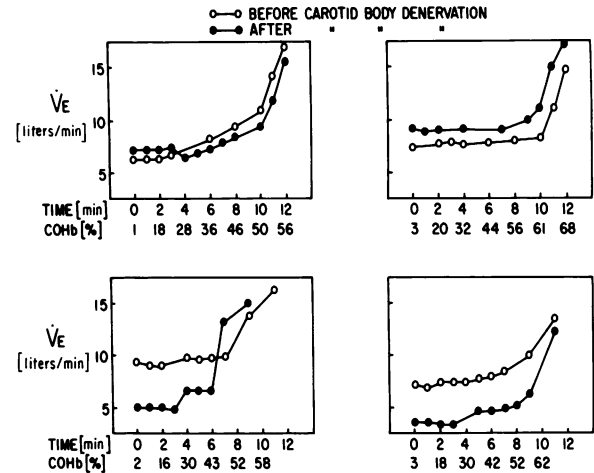 BEFORE CAROTID BODY DENERVATION
AFTER " " "
V̇E
[liters/min]
15
10
5
TIME [min] 0 2 4 6 8 10 12
COHb [%] 1 18 28 36 46 50 56
0 2 4 6 8 10 12
3 20 32 44 56 61 68
V̇E
[liters/min]
15
10
5
TIME [min] 0 2 4 6 8 10 12
COHb [%] 2 16 30 43 52 58
0 2 4 6 8 10 12
3 18 30 42 52 62